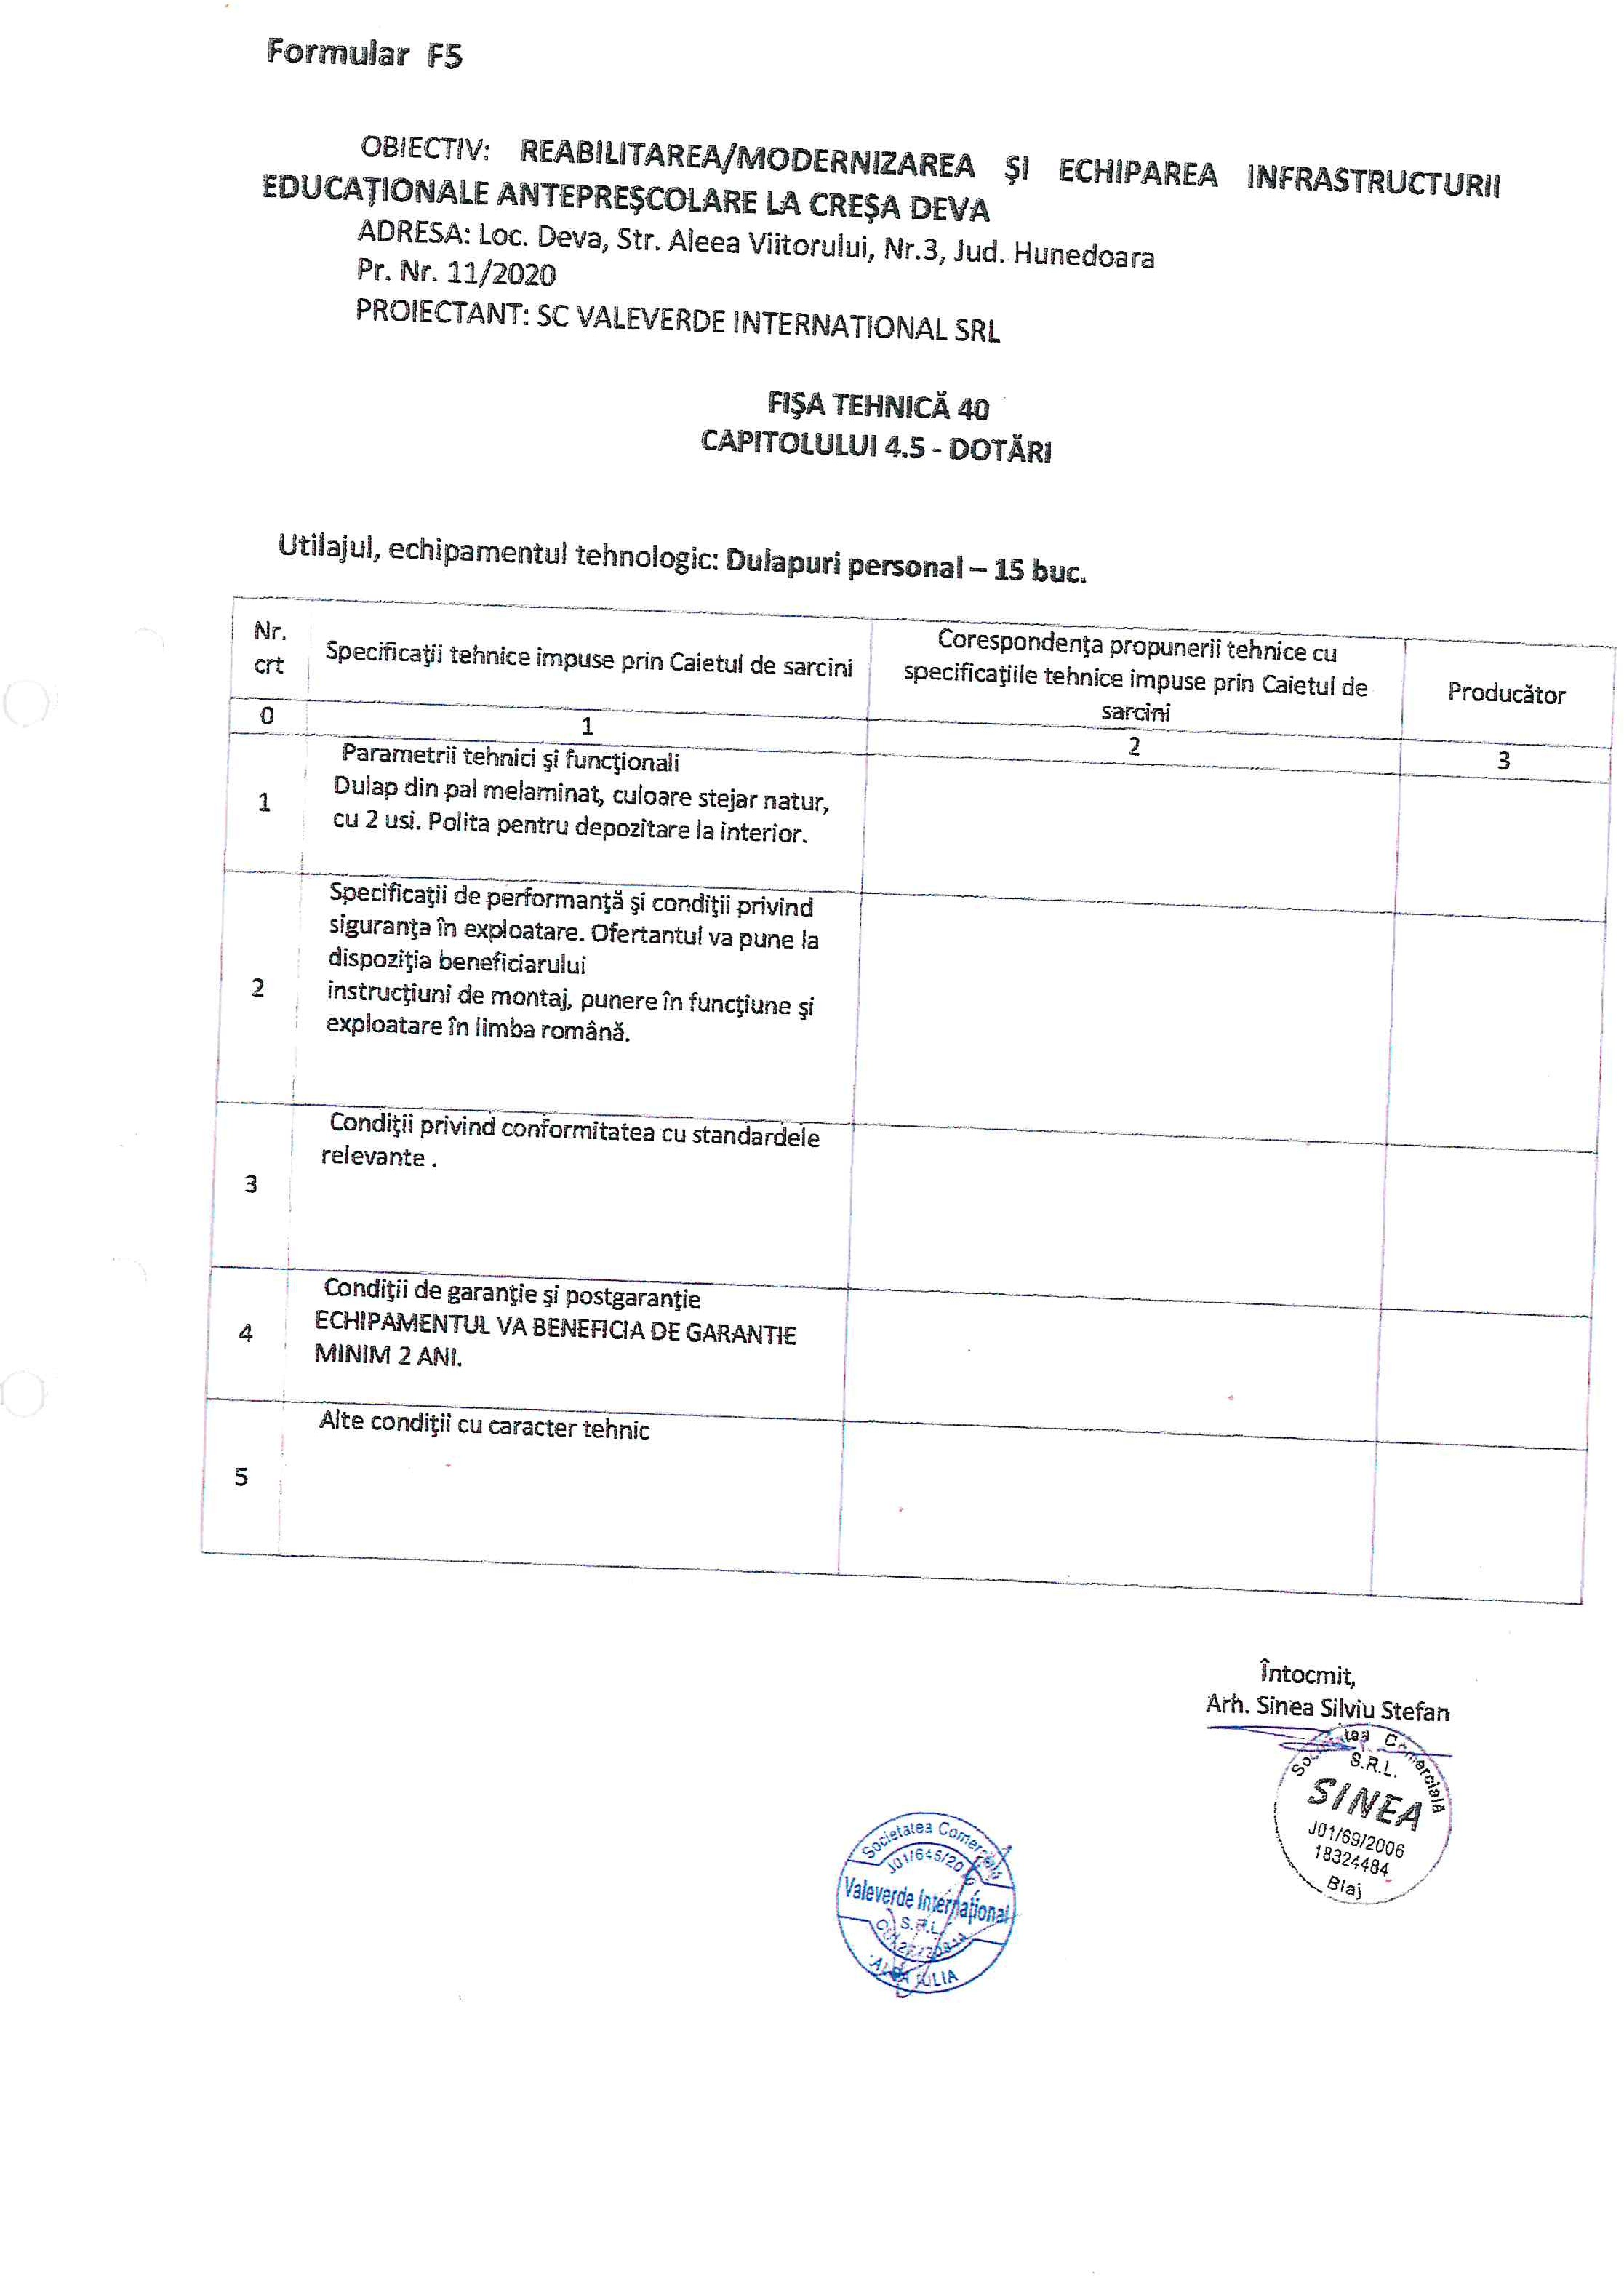 Formular F5
OBIECTIV: REABILITAREA/MODERNIZAREA ŞI ECHIPAREA INFRASTRUCTURII
EDUCAŢIONALE ANTEPREŞCOLARE LA CREŞA DEVA
ADRESA: Loc. Deva, Str. Aleea Viitorului, Nr.3, Jud. Hunedoara
Pr. Nr. 11/2020
PROIECTANT: SC VALEVERDE INTERNATIONAL SRL
FIŞA TEHNICĂ 40
CAPITOLULUI 4.5 - DOTĂRI
Utilajul, echipamentul tehnologic: Dulapuri personal – 15 buc.
Nr.
crt
Specificaţii tehnice impuse prin Caietul de sarcini
Corespondenţa propunerii tehnice cu
specificaţiile tehnice impuse prin Caietul de
sarcini
Producător
0
1
2
3
1
Parametrii tehnici şi funcţionali
Dulap din pal melaminat, culoare stejar natur,
cu 2 usi. Polita pentru depozitare la interior.
2
Specificaţii de performanţă şi condiţii privind
siguranţa în exploatare. Ofertantul va pune la
dispoziţia beneficiarului
instrucţiuni de montaj, punere în funcţiune şi
exploatare în limba română.
3
Condiţii privind conformitatea cu standardele
relevante .
4
Condiţii de garanţie şi postgaranţie
ECHIPAMENTUL VA BENEFICIA DE GARANTIE
MINIM 2 ANI.
5
Alte condiţii cu caracter tehnic
Întocmit,
Arh. Sinea Silviu Stefan
Societatea Comercială
S.R.L.
SINEA
J01/69/2006
18324484
Blaj
Societatea Comercială
Valeverde Internaţional
S.R.L.
ALBA IULIA